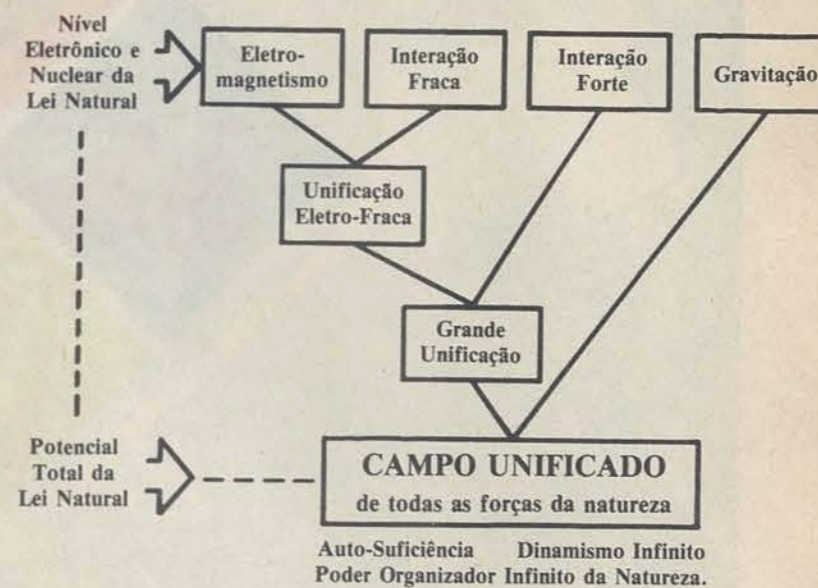 Nível
Eletrônico e
Nuclear da
Lei Natural
Eletro-
magnetismo
Interação
Fraca
Interação
Forte
Gravitação
Unificação
Eletro-Fraca
Grande
Unificação
Potencial
Total da
Lei Natural
CAMPO UNIFICADO
de todas as forças da natureza
Auto-Suficiência Dinamismo Infinito
Poder Organizador Infinito da Natureza.